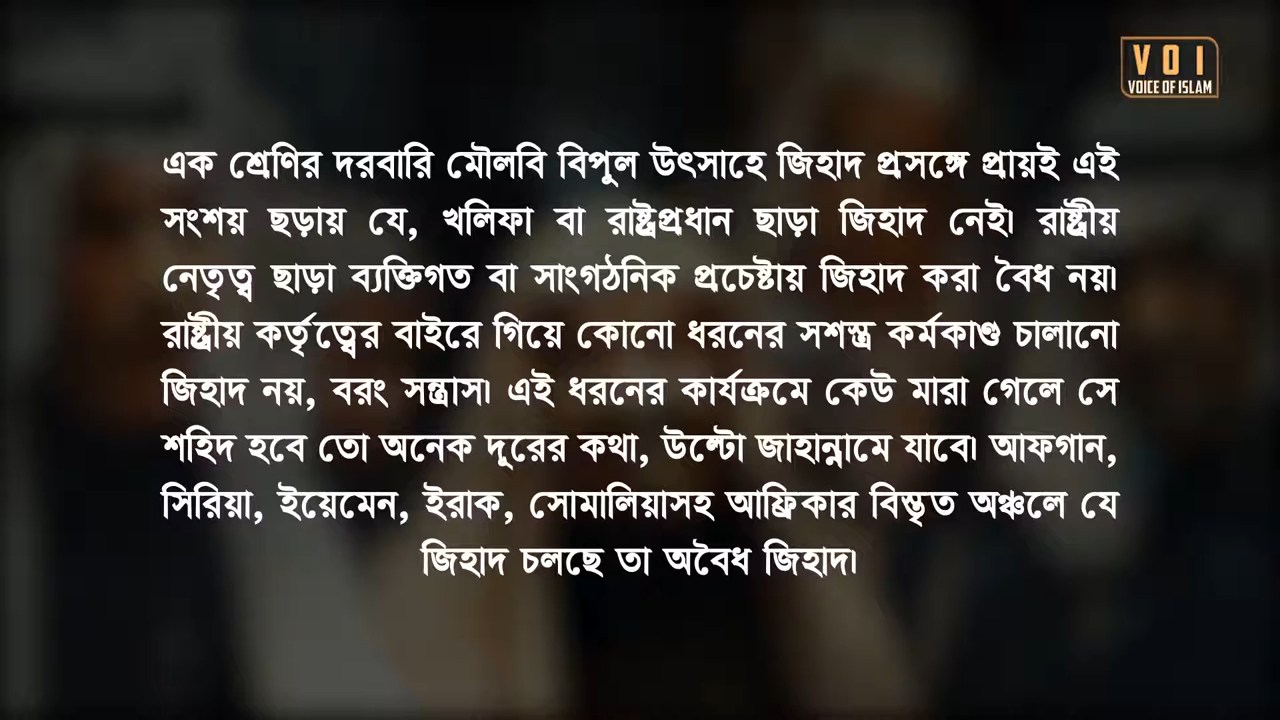 VOI
VOICE OF ISLAM
এক শ্রেণির দরবারি মৌলবি বিপুল উৎসাহে জিহাদ প্রসঙ্গে প্রায়ই এই
সংশয় ছড়ায় যে, খলিফা বা রাষ্ট্রপ্রধান ছাড়া জিহাদ নেই। রাষ্ট্রীয়
নেতৃত্ব ছাড়া ব্যক্তিগত বা সাংগঠনিক প্রচেষ্টায় জিহাদ করা বৈধ নয়।
রাষ্ট্রীয় কর্তৃত্বের বাইরে গিয়ে কোনো ধরনের সশস্ত্র কর্মকাণ্ড চালানো
জিহাদ নয়, বরং সন্ত্রাস। এই ধরনের কার্যক্রমে কেউ মারা গেলে সে
শহিদ হবে তো অনেক দূরের কথা, উল্টো জাহান্নামে যাবে। আফগান,
সিরিয়া, ইয়েমেন, ইরাক, সোমালিয়াসহ আফ্রিকার বিস্তৃত অঞ্চলে যে
জিহাদ চলছে তা অবৈধ জিহাদ।